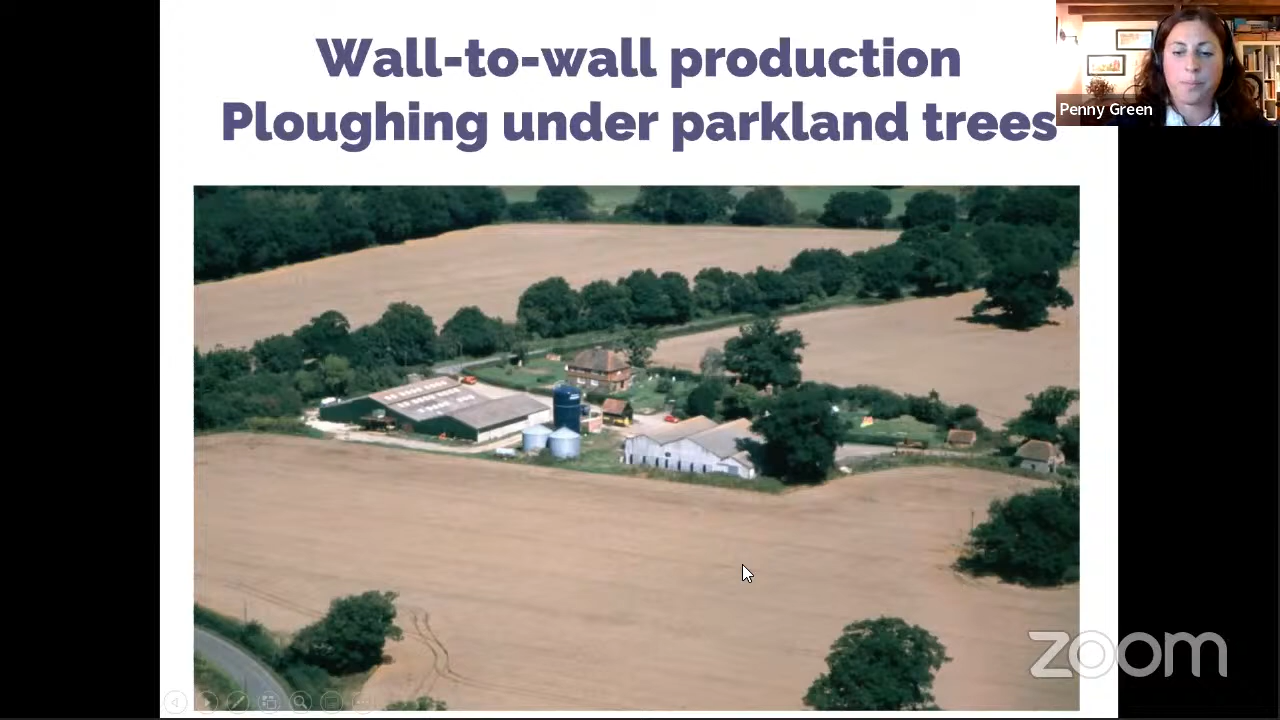 Wall-to-wall production
Ploughing under parkland trees
Penny Green
zoom